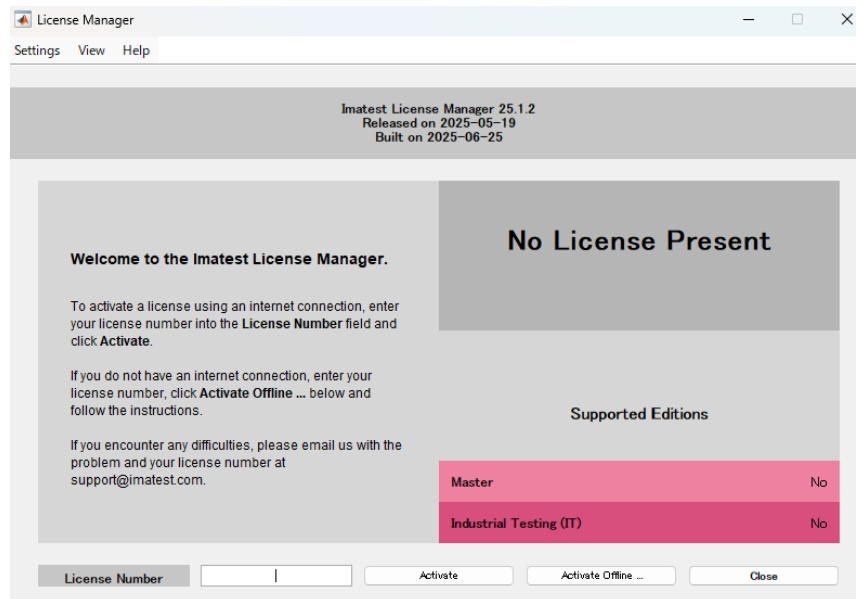 License Manager
Settings View Help
Imatest License Manager 25.1.2
Released on 2025-05-19
Built on 2025-06-25
Welcome to the Imatest License Manager.
To activate a license using an internet connection, enter
your license number into the License Number field and
click Activate.
If you do not have an internet connection, enter your
license number, click Activate Offline ... below and
follow the instructions.
If you encounter any difficulties, please email us with the
problem and your license number at
support@imatest.com.
No License Present
Supported Editions
Master No
Industrial Testing (IT) No
License Number Activate Activate Offline ... Close